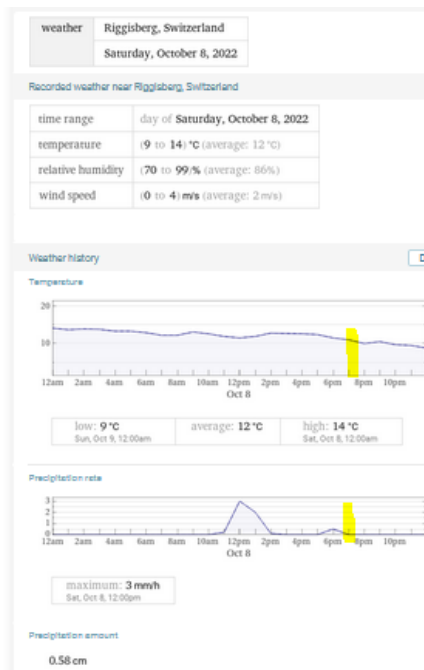 weather Riggisberg, Switzerland
Saturday, October 8, 2022
Recorded weather near Riggisberg, Switzerland
time range day of Saturday, October 8, 2022
temperature (9 to 14) °C (average: 12 °C)
relative humidity (70 to 99)% (average: 86%)
wind speed (0 to 4) m/s (average: 2 m/s)
Weather history D
Temperature
20
10
12am 2am 4am 6am 8am 10am 12pm 2pm 4pm 6pm 8pm 10pm
Oct 8
low: 9 °C average: 12 °C high: 14 °C
Sun, Oct 9, 12:00am Sat, Oct 8, 12:00am
Precipitation rate
3
2
1
0
12am 2am 4am 6am 8am 10am 12pm 2pm 4pm 6pm 8pm 10pm
Oct 8
maximum: 3 mm/h
Sat, Oct 8, 12:00pm
Precipitation amount
0.58 cm